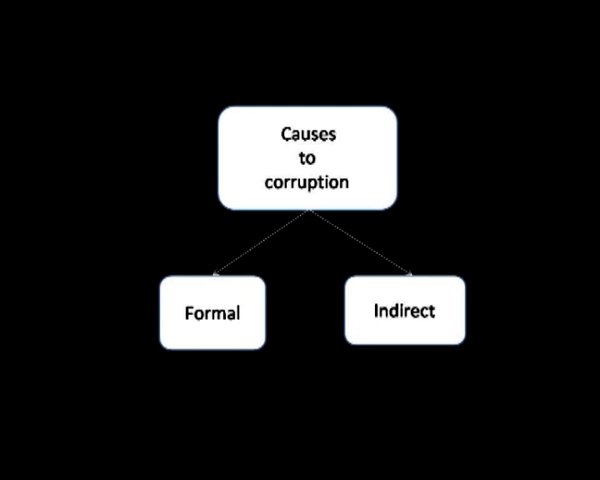 Causes
to
corruption
Formal
Indirect